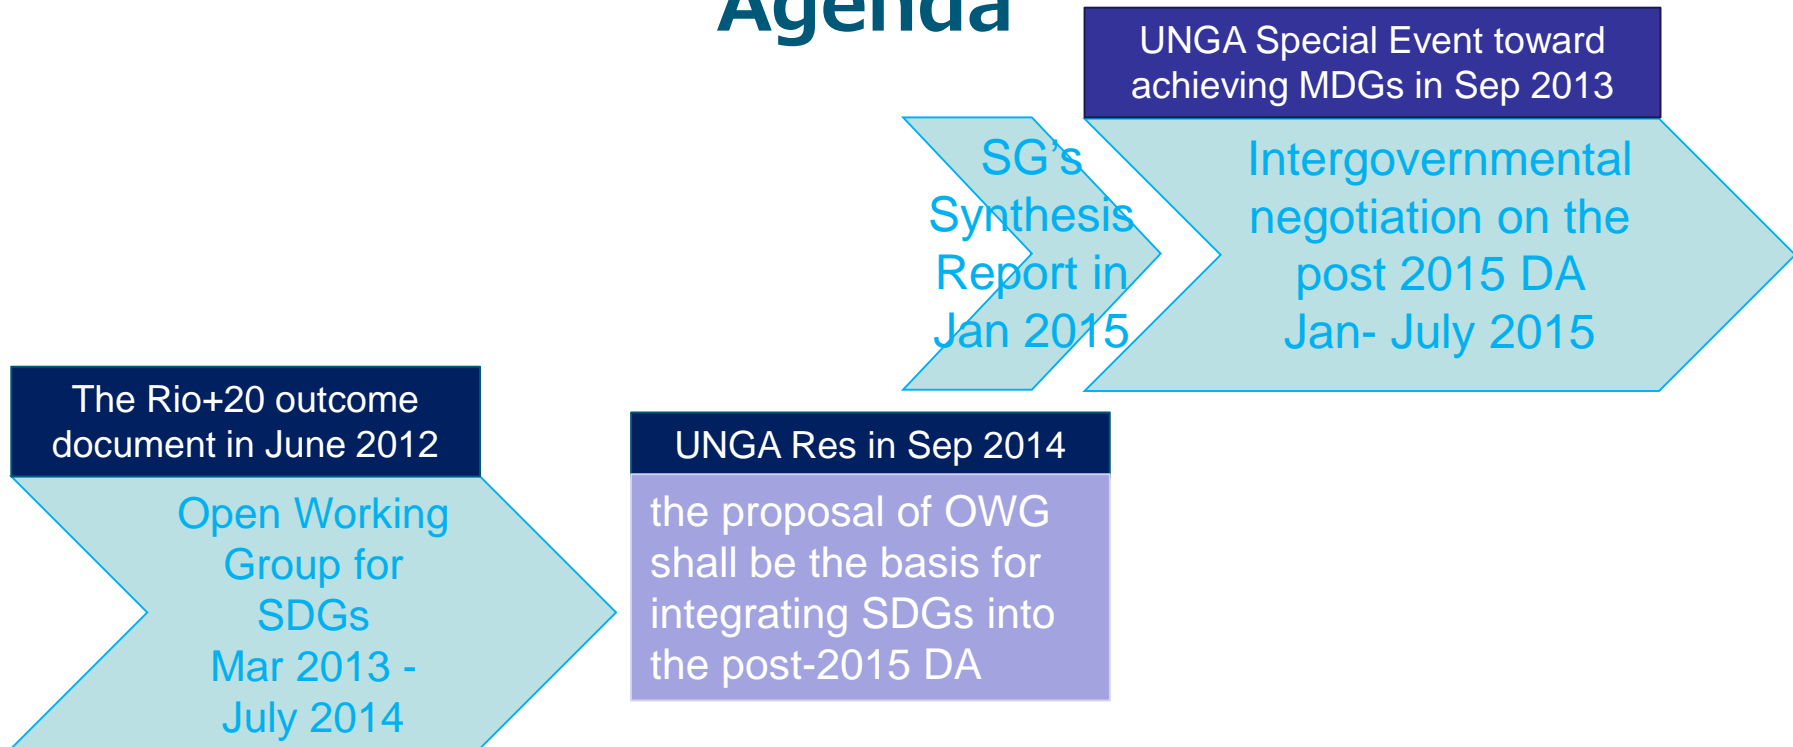 Agenda
UNGA Special Event toward
achieving MDGs in Sep 2013
SG's
Synthesis
Report in
Jan 2015
Intergovernmental
negotiation on the
post 2015 DA
Jan- July 2015
The Rio+20 outcome
document in June 2012
Open Working
Group for
SDGs
Mar 2013 -
July 2014
UNGA Res in Sep 2014
the proposal of OWG
shall be the basis for
integrating SDGs into
the post-2015 DA